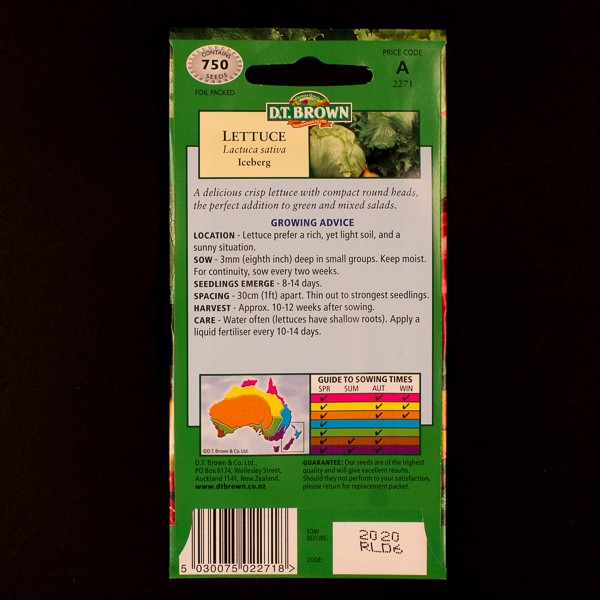 CONTAINS
750
SEEDS
FOIL PACKED
PRICE CODE
A
2271
D.T. BROWN
LETTUCE
Lactuca sativa
Iceberg
A delicious crisp lettuce with compact round heads,
the perfect addition to green and mixed salads.
GROWING ADVICE
LOCATION - Lettuce prefer a rich, yet light soil, and a
sunny situation.
SOW - 3mm (eighth inch) deep in small groups. Keep moist.
For continuity, sow every two weeks.
SEEDLINGS EMERGE - 8-14 days.
SPACING - 30cm (1ft) apart. Thin out to strongest seedlings.
HARVEST - Approx. 10-12 weeks after sowing.
CARE - Water often (lettuces have shallow roots). Apply a
liquid fertiliser every 10-14 days.
©D.T. Brown & Co. Ltd.
GUIDE TO SOWING TIMES
SPR SUM AUT WIN
D.T. Brown & Co. Ltd.,
PO Box 6174, Wellesley Street,
Auckland 1141, New Zealand.
www.dtbrown.co.nz
GUARANTEE: Our seeds are of the highest
quality and will give excellent results.
Should they not perform to your satisfaction,
please return for replacement packet.
5 030075 022718 >
SOW
BEFORE:
2020
RLD6
CODE: